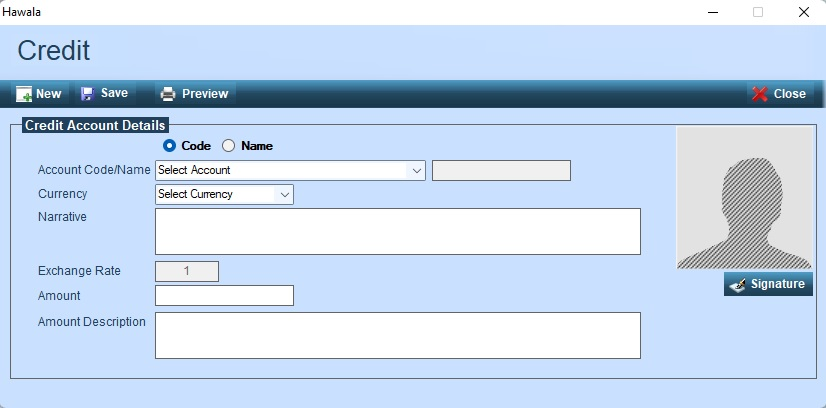 Hawala
Credit
New Save Preview Close
Credit Account Details
Code Name
Account Code/Name Select Account
Currency Select Currency
Narrative
Exchange Rate 1
Amount
Signature
Amount Description